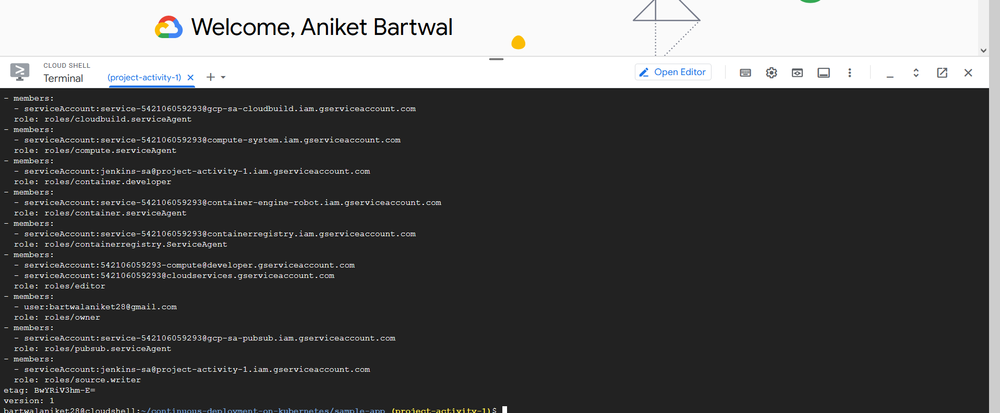 Welcome, Aniket Bartwal
CLOUD SHELL
Terminal
(project-activity-1)
Open Editor
- members:
  - serviceAccount:service-542106059293@gcp-sa-cloudbuild.iam.gserviceaccount.com
  role: roles/cloudbuild.serviceAgent
- members:
  - serviceAccount:service-542106059293@compute-system.iam.gserviceaccount.com
  role: roles/compute.serviceAgent
- members:
  - serviceAccount:jenkins-sa@project-activity-1.iam.gserviceaccount.com
  role: roles/container.developer
- members:
  - serviceAccount:service-542106059293@container-engine-robot.iam.gserviceaccount.com
  role: roles/container.serviceAgent
- members:
  - serviceAccount:service-542106059293@containerregistry.iam.gserviceaccount.com
  role: roles/containerregistry.ServiceAgent
- members:
  - serviceAccount:542106059293-compute@developer.gserviceaccount.com
  - serviceAccount:542106059293@cloudservices.gserviceaccount.com
  role: roles/editor
- members:
  - user:bartwalaniket28@gmail.com
  role: roles/owner
- members:
  - serviceAccount:service-542106059293@gcp-sa-pubsub.iam.gserviceaccount.com
  role: roles/pubsub.serviceAgent
- members:
  - serviceAccount:jenkins-sa@project-activity-1.iam.gserviceaccount.com
  role: roles/source.writer
etag: BwYRiV3hm-E=
version: 1
bartwalaniket28@cloudshell:~/continuous-deployment-on-kubernetes/sample-app (project-activity-1)$